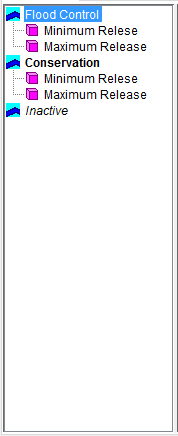 Flood Control
Minimum Relese
Maximum Release
Conservation
Minimum Relese
Maximum Release
Inactive